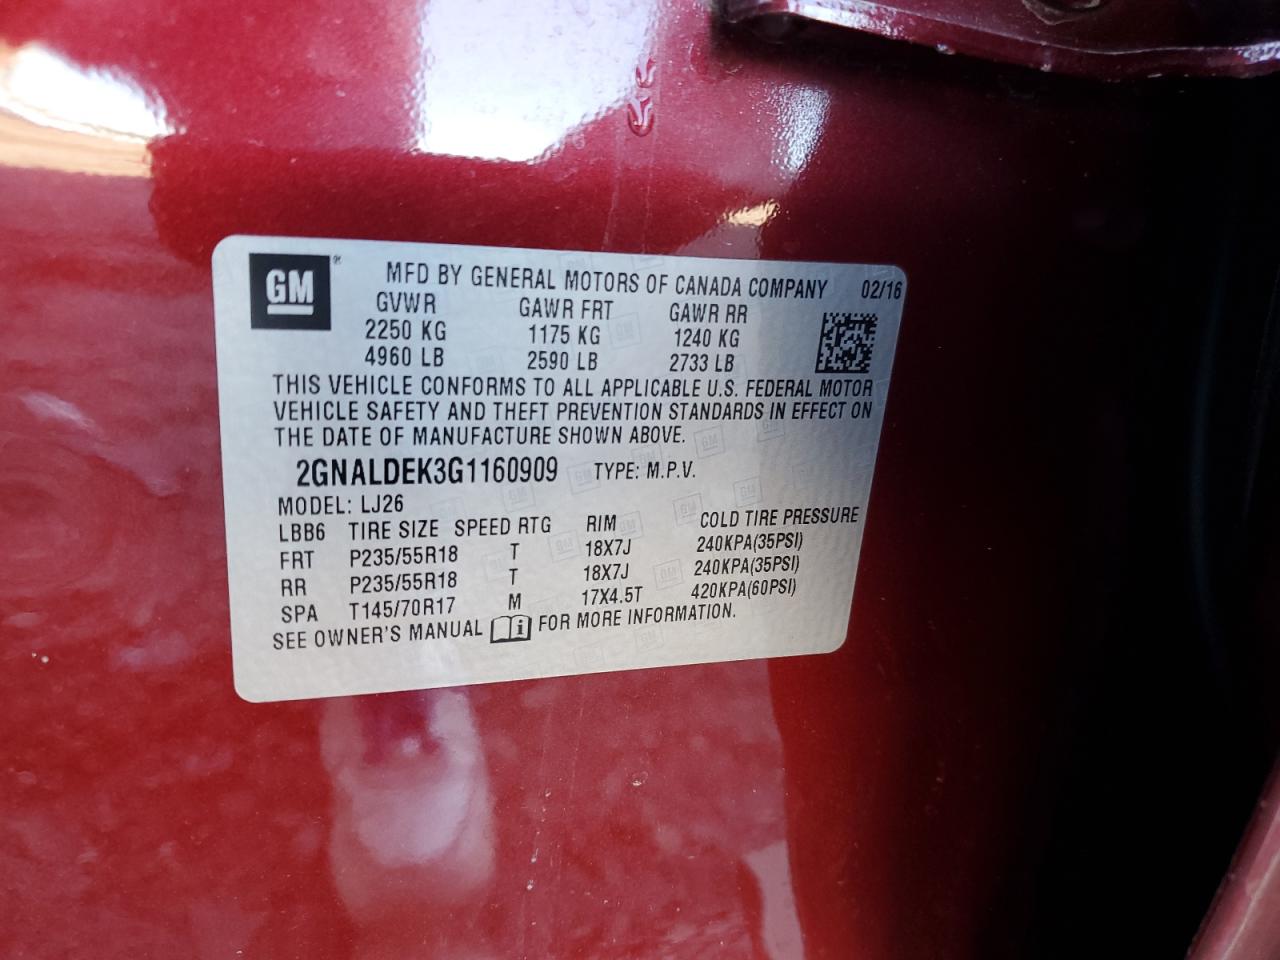 GM®
MFD BY GENERAL MOTORS OF CANADA COMPANY 02/16
GVWR GAWR FRT GAWR RR
2250 KG 1175 KG 1240 KG
4960 LB 2590 LB 2733 LB
THIS VEHICLE CONFORMS TO ALL APPLICABLE U.S. FEDERAL MOTOR
VEHICLE SAFETY AND THEFT PREVENTION STANDARDS IN EFFECT ON
THE DATE OF MANUFACTURE SHOWN ABOVE.
2GNALDEK3G1160909 TYPE: M.P.V.
MODEL: LJ26
LBB6 TIRE SIZE SPEED RTG RIM COLD TIRE PRESSURE
FRT P235/55R18 T 18X7J 240KPA(35PSI)
RR P235/55R18 T 18X7J 240KPA(35PSI)
SPA T145/70R17 M 17X4.5T 420KPA(60PSI)
SEE OWNER'S MANUAL i FOR MORE INFORMATION.